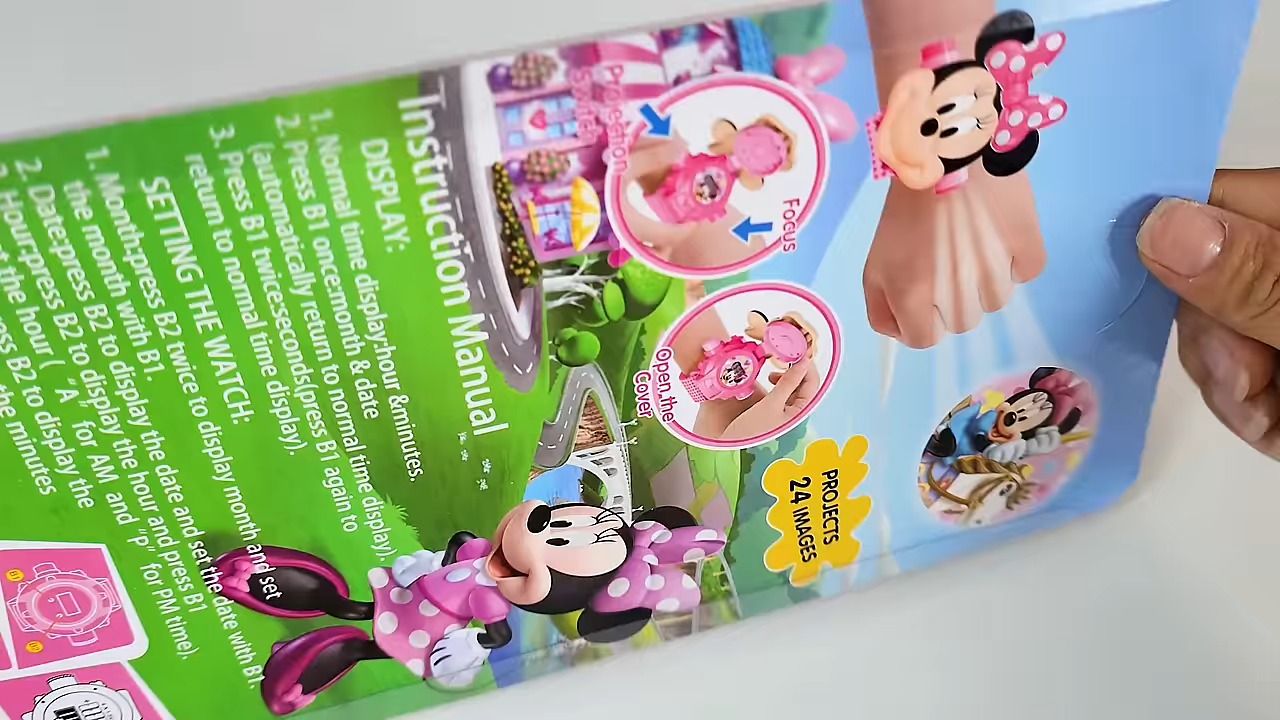 PROJECTS
24 IMAGES
Focus
Projection
Open the
Cover
Instruction Manual
DISPLAY:
1. Normal time display:hour &minutes.
2. Press B1 once:month & date
(automatically return to normal time display).
3. Press B1 twice:seconds(press B1 again to
return to normal time display).
SETTING THE WATCH:
1. Month:press B2 twice to display month and set
the month with B1.
2. Date:press B2 to display the date and set the date with B1.
Hour:press B2 to display the hour and press B1
the hour ( "A" for AM and "P" for PM time).
B2 to display the
the minutes